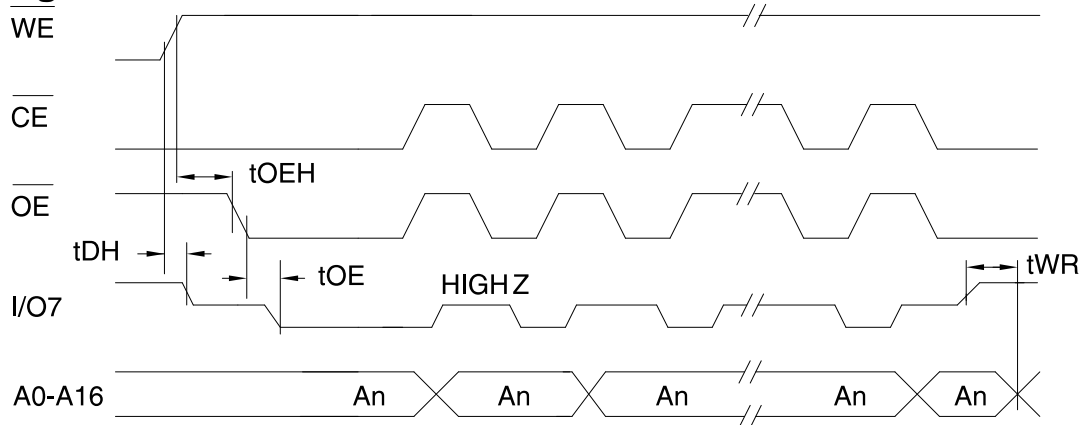 WE
CE
tOEH
OE
tDH
tOE
HIGH Z
tWR
I/O7
A0-A16 An An An An An